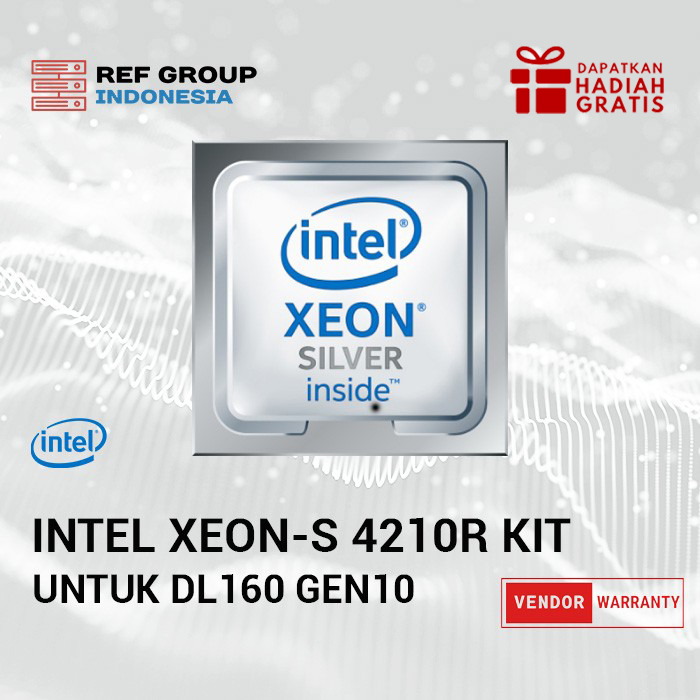 REF GROUP
INDONESIA
DAPATKAN
HADIAH
GRATIS
intel®
XEON®
SILVER
inside™
intel
INTEL XEON-S 4210R KIT
UNTUK DL160 GEN10
VENDOR WARRANTY